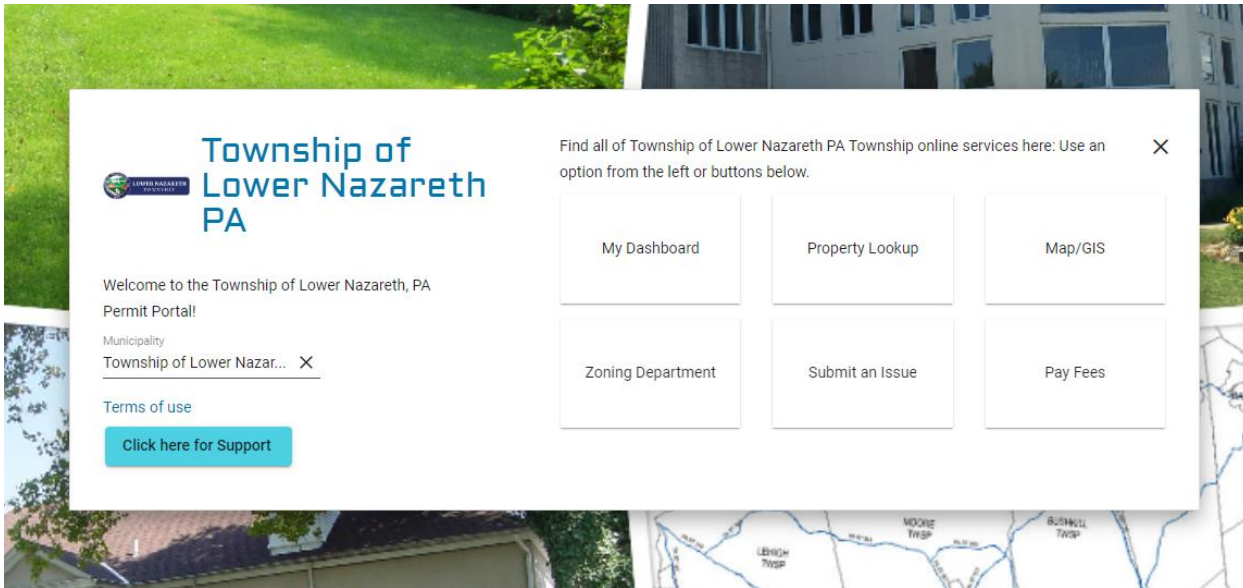 Township of
Lower Nazareth
PA
LOWER NAZARETH
TOWNSHIP
Welcome to the Township of Lower Nazareth, PA
Permit Portal!
Municipality
Township of Lower Nazar...
Terms of use
Click here for Support
Find all of Township of Lower Nazareth PA Township online services here: Use an
option from the left or buttons below.
My Dashboard
Property Lookup
Map/GIS
Zoning Department
Submit an Issue
Pay Fees
MOORE
TWSP
BUSHKILL
TWSP
LEHIGH
TWSP